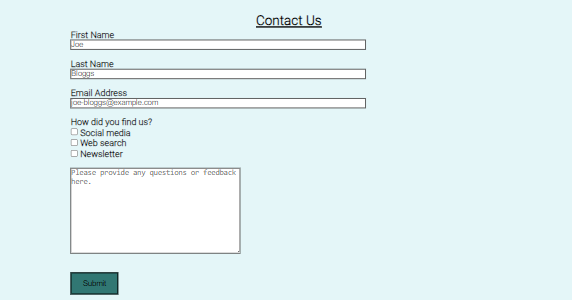 Contact Us
First Name
Joe
Last Name
Bloggs
Email Address
joe-bloggs@example.com
How did you find us?
Social media
Web search
Newsletter
Please provide any questions or feedback
here.
Submit